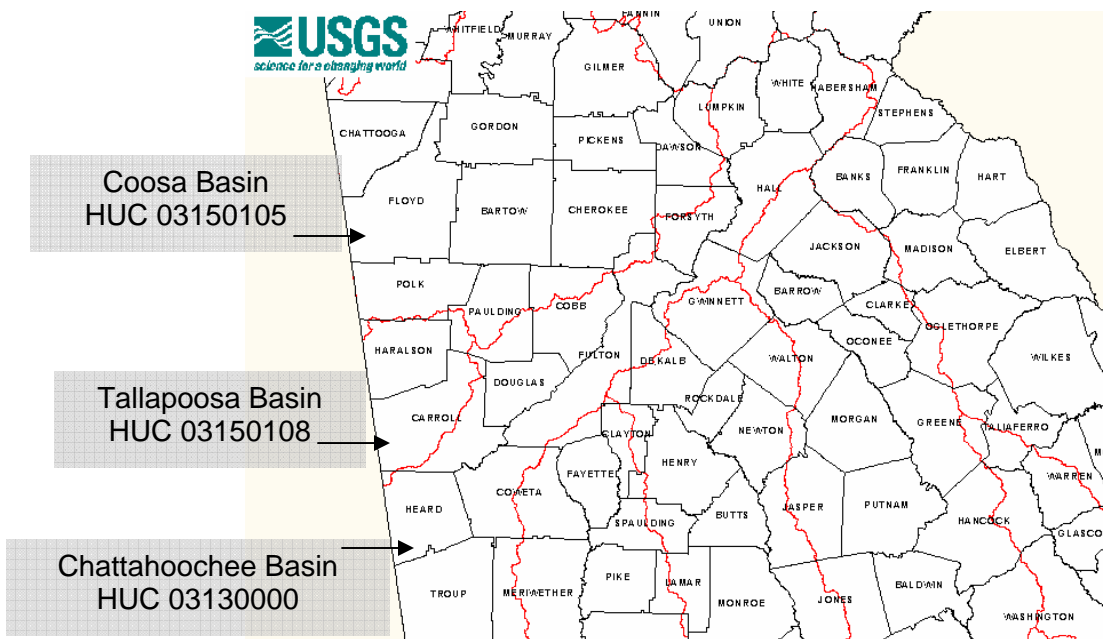 FANNIN
UNION
USGS
science for a changing world
WHITFIELD
MURRAY
GILMER
WHITE
HABERSHAM
LUMPKIN
STEPHENS
CHATTOOGA
GORDON
PICKENS
DAWSON
BANKS
FRANKLIN
HART
HALL
Coosa Basin
HUC 03150105
FLOYD
BARTOW
CHEROKEE
FORSYTH
JACKSON
MADISON
ELBERT
POLK
PAULDING
COBB
GWINNETT
BARROW
CLARKE
OGLETHORPE
HARALSON
FULTON
DEKALB
WALTON
OCONEE
WILKES
Tallapoosa Basin
HUC 03150108
DOUGLAS
CARROLL
ROCKDALE
CLAYTON
NEWTON
MORGAN
GREENE
TALIAFERRO
M
FAYETTE
HENRY
WARREN
HEARD
COWETA
SPAULDING
BUTTS
JASPER
PUTNAM
HANCOCK
GLASCO
Chattahoochee Basin
HUC 03130000
TROUP
MERIWETHER
PIKE
LAMAR
MONROE
JONES
BALDWIN
WASHINGTON